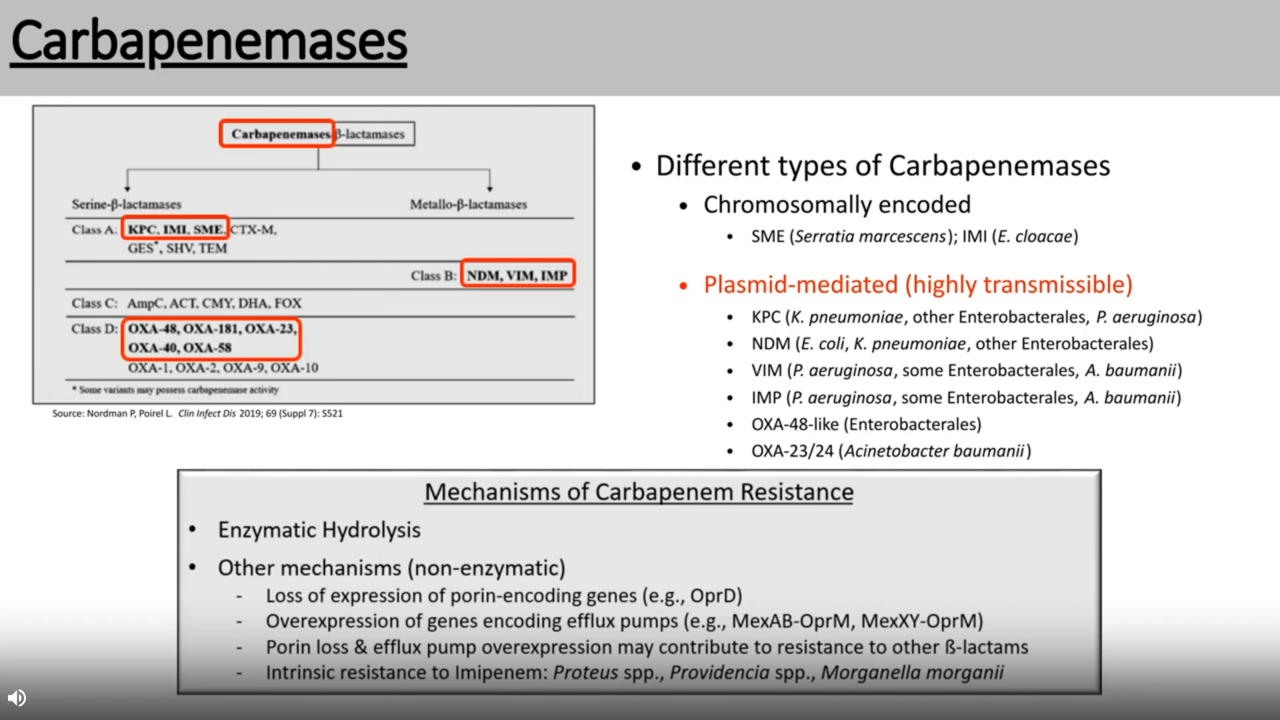 Carbapenemases
Carbapenemases β-lactamases
Serine-β-lactamases
Metallo-β-lactamases
Class A: KPC, IMI, SME, CTX-M,
GES*, SHV, TEM
Class B: NDM, VIM, IMP
Class C: AmpC, ACT, CMY, DHA, FOX
Class D: OXA-48, OXA-181, OXA-23,
OXA-40, OXA-58
OXA-1, OXA-2, OXA-9, OXA-10
* Some variants may possess carbapenemase activity
Source: Nordman P, Poirel L. Clin Infect Dis 2019; 69 (Suppl 7): S521
• Different types of Carbapenemases
• Chromosomally encoded
• SME (Serratia marcescens); IMI (E. cloacae)
• Plasmid-mediated (highly transmissible)
• KPC (K. pneumoniae, other Enterobacterales, P. aeruginosa)
• NDM (E. coli, K. pneumoniae, other Enterobacterales)
• VIM (P. aeruginosa, some Enterobacterales, A. baumanii)
• IMP (P. aeruginosa, some Enterobacterales, A. baumanii)
• OXA-48-like (Enterobacterales)
• OXA-23/24 (Acinetobacter baumanii)
Mechanisms of Carbapenem Resistance
• Enzymatic Hydrolysis
• Other mechanisms (non-enzymatic)
- Loss of expression of porin-encoding genes (e.g., OprD)
- Overexpression of genes encoding efflux pumps (e.g., MexAB-OprM, MexXY-OprM)
- Porin loss & efflux pump overexpression may contribute to resistance to other ß-lactams
- Intrinsic resistance to Imipenem: Proteus spp., Providencia spp., Morganella morganii